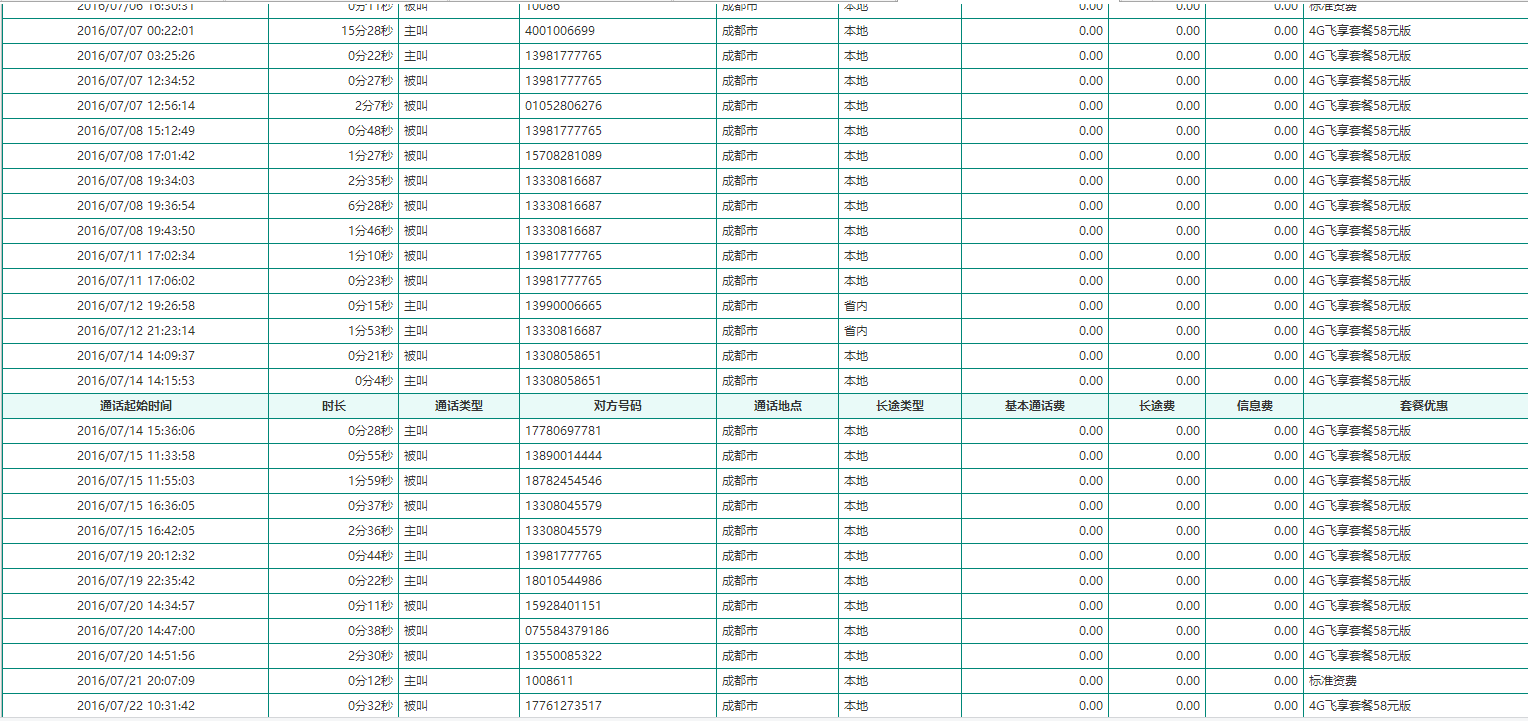 2016/07/06 16:30:31 0分11秒 被叫 10086 成都市 本地 0.00 0.00 0.00 标准资费
2016/07/07 00:22:01 15分28秒 主叫 4001006699 成都市 本地 0.00 0.00 0.00 4G飞享套餐58元版
2016/07/07 03:25:26 0分22秒 主叫 13981777765 成都市 本地 0.00 0.00 0.00 4G飞享套餐58元版
2016/07/07 12:34:52 0分27秒 被叫 13981777765 成都市 本地 0.00 0.00 0.00 4G飞享套餐58元版
2016/07/07 12:56:14 2分7秒 被叫 01052806276 成都市 本地 0.00 0.00 0.00 4G飞享套餐58元版
2016/07/08 15:12:49 0分48秒 被叫 13981777765 成都市 本地 0.00 0.00 0.00 4G飞享套餐58元版
2016/07/08 17:01:42 1分27秒 被叫 15708281089 成都市 本地 0.00 0.00 0.00 4G飞享套餐58元版
2016/07/08 19:34:03 2分35秒 被叫 13330816687 成都市 本地 0.00 0.00 0.00 4G飞享套餐58元版
2016/07/08 19:36:54 6分28秒 被叫 13330816687 成都市 本地 0.00 0.00 0.00 4G飞享套餐58元版
2016/07/08 19:43:50 1分46秒 被叫 13330816687 成都市 本地 0.00 0.00 0.00 4G飞享套餐58元版
2016/07/11 17:02:34 1分10秒 被叫 13981777765 成都市 本地 0.00 0.00 0.00 4G飞享套餐58元版
2016/07/11 17:06:02 0分23秒 被叫 13981777765 成都市 本地 0.00 0.00 0.00 4G飞享套餐58元版
2016/07/12 19:26:58 0分15秒 主叫 13990006665 成都市 省内 0.00 0.00 0.00 4G飞享套餐58元版
2016/07/12 21:23:14 1分53秒 主叫 13330816687 成都市 省内 0.00 0.00 0.00 4G飞享套餐58元版
2016/07/14 14:09:37 0分21秒 被叫 13308058651 成都市 本地 0.00 0.00 0.00 4G飞享套餐58元版
2016/07/14 14:15:53 0分4秒 主叫 13308058651 成都市 本地 0.00 0.00 0.00 4G飞享套餐58元版
通话起始时间 时长 通话类型 对方号码 通话地点 长途类型 基本通话费 长途费 信息费 套餐优惠
2016/07/14 15:36:06 0分28秒 主叫 17780697781 成都市 本地 0.00 0.00 0.00 4G飞享套餐58元版
2016/07/15 11:33:58 0分55秒 被叫 13890014444 成都市 本地 0.00 0.00 0.00 4G飞享套餐58元版
2016/07/15 11:55:03 1分59秒 被叫 18782454546 成都市 本地 0.00 0.00 0.00 4G飞享套餐58元版
2016/07/15 16:36:05 0分37秒 被叫 13308045579 成都市 本地 0.00 0.00 0.00 4G飞享套餐58元版
2016/07/15 16:42:05 2分36秒 主叫 13308045579 成都市 本地 0.00 0.00 0.00 4G飞享套餐58元版
2016/07/19 20:12:32 0分44秒 主叫 13981777765 成都市 本地 0.00 0.00 0.00 4G飞享套餐58元版
2016/07/19 22:35:42 0分22秒 主叫 18010544986 成都市 本地 0.00 0.00 0.00 4G飞享套餐58元版
2016/07/20 14:34:57 0分11秒 被叫 15928401151 成都市 本地 0.00 0.00 0.00 4G飞享套餐58元版
2016/07/20 14:47:00 0分38秒 被叫 075584379186 成都市 本地 0.00 0.00 0.00 4G飞享套餐58元版
2016/07/20 14:51:56 2分30秒 被叫 13550085322 成都市 本地 0.00 0.00 0.00 4G飞享套餐58元版
2016/07/21 20:07:09 0分12秒 主叫 1008611 成都市 本地 0.00 0.00 0.00 标准资费
2016/07/22 10:31:42 0分32秒 被叫 17761273517 成都市 本地 0.00 0.00 0.00 4G飞享套餐58元版